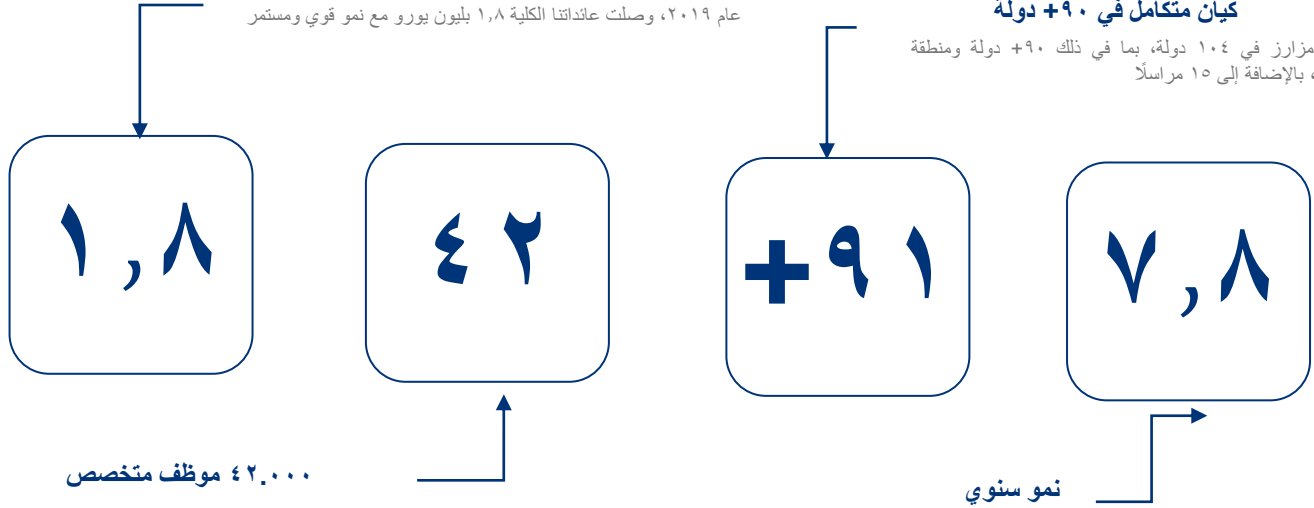 كيان متكامل في ٩٠+ دولة
مزارز في ١٠٤ دولة، بما في ذلك ٩٠+ دولة ومنطقة
، بالإضافة إلى ١٥ مراسلًا
عام ٢٠١٩، وصلت عائداتنا الكلية ١,٨ بليون يورو مع نمو قوي ومستمر
٧,٨
+٩١
٤٢
١,٨
نمو سنوي
٤٢.٠٠٠ موظف متخصص